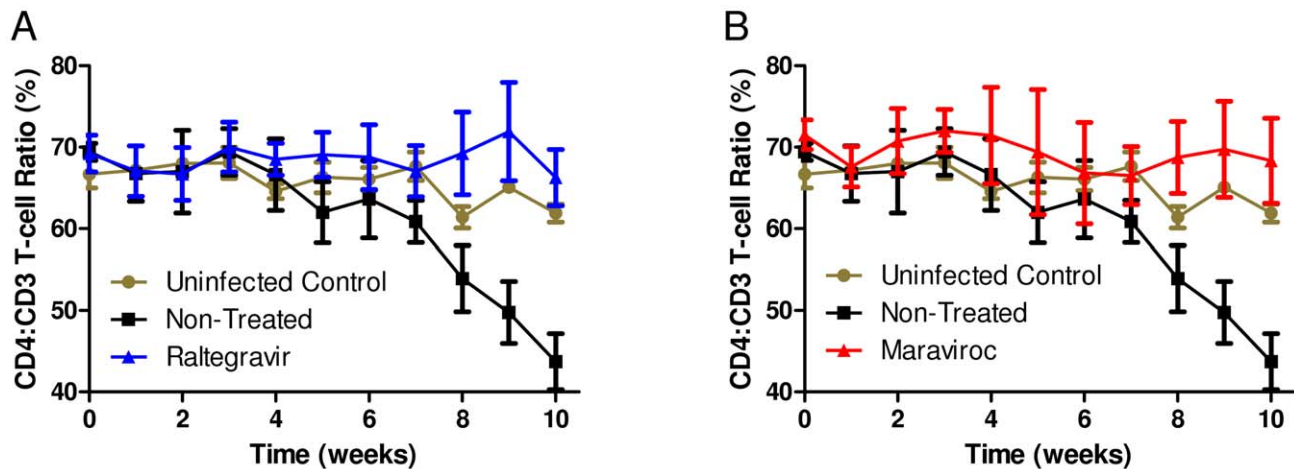 A
CD4:CD3 T-cell Ratio (%)
80
70
60
50
40
Uninfected Control
Non-Treated
Raltegravir
0 2 4 6 8 10
Time (weeks)
B
CD4:CD3 T-cell Ratio (%)
80
70
60
50
40
Uninfected Control
Non-Treated
Maraviroc
0 2 4 6 8 10
Time (weeks)